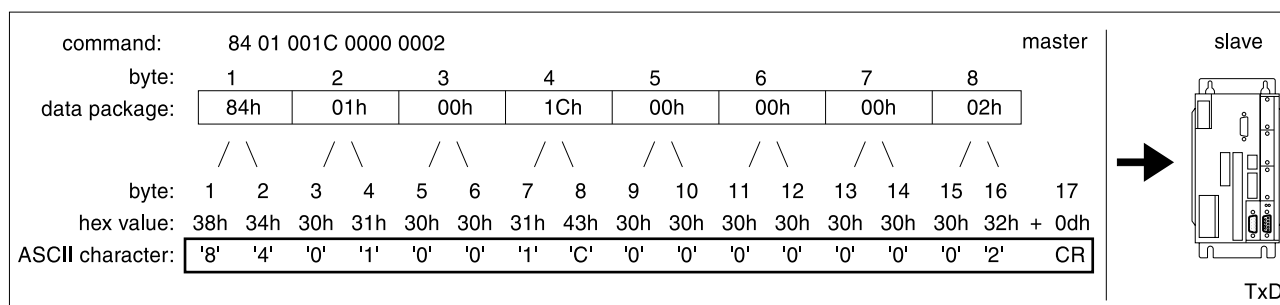 command: 84 01 001C 0000 0002 master slave
byte: 1 2 3 4 5 6 7 8
data package: 84h 01h 00h 1Ch 00h 00h 00h 02h
byte: 1 2 3 4 5 6 7 8 9 10 11 12 13 14 15 16 17
hex value: 38h 34h 30h 31h 30h 30h 31h 43h 30h 30h 30h 30h 30h 30h 30h 32h + 0dh
ASCII character: '8' '4' '0' '1' '0' '0' '1' 'C' '0' '0' '0' '0' '0' '0' '0' '2' CR
TxD